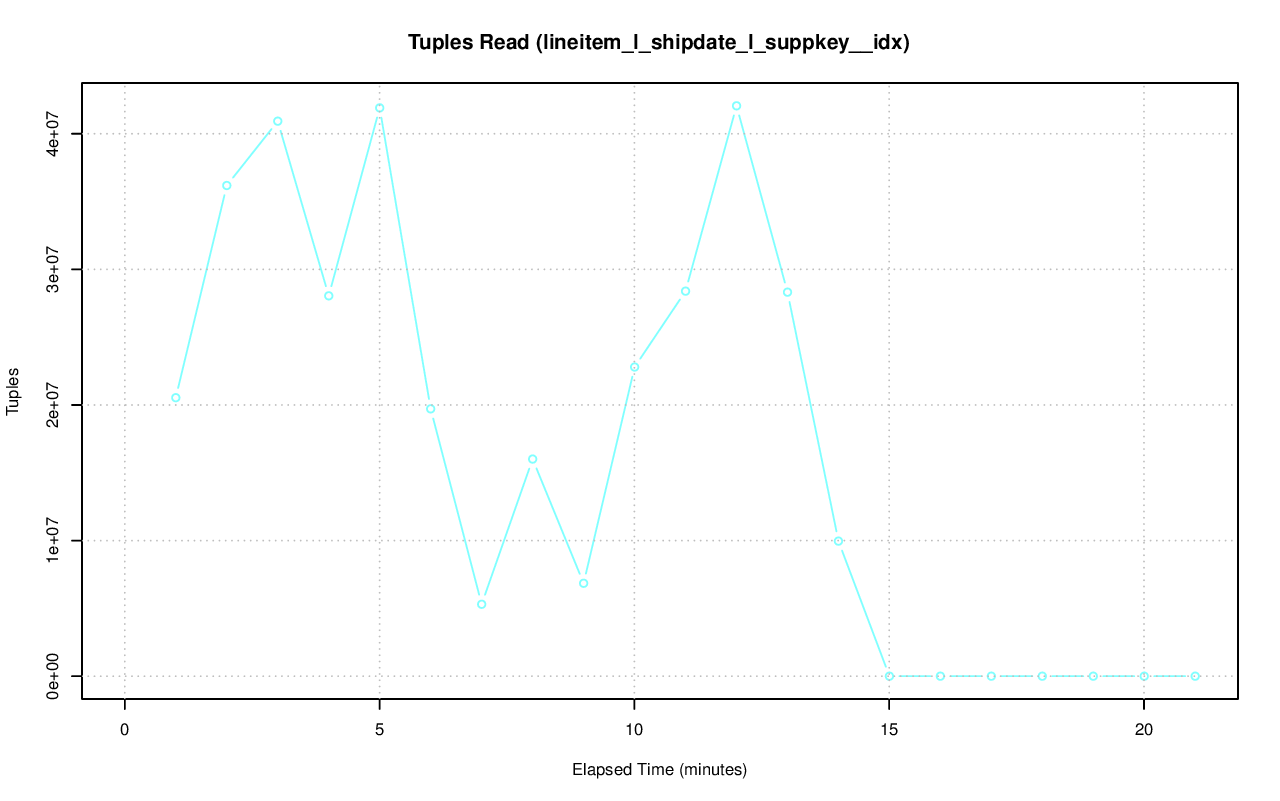 Tuples Read (lineitem_l_shipdate_l_suppkey__idx)
Tuples
4e+07
3e+07
2e+07
1e+07
0e+00
0 5 10 15 20
Elapsed Time (minutes)